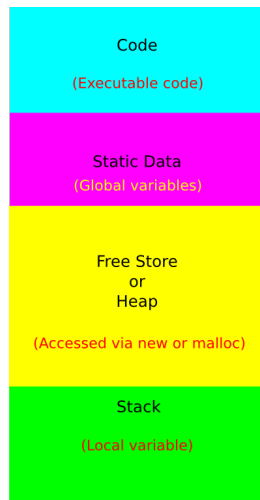 Code
(Executable code)
Static Data
(Global variables)
Free Store
or
Heap
(Accessed via new or malloc)
Stack
(Local variable)